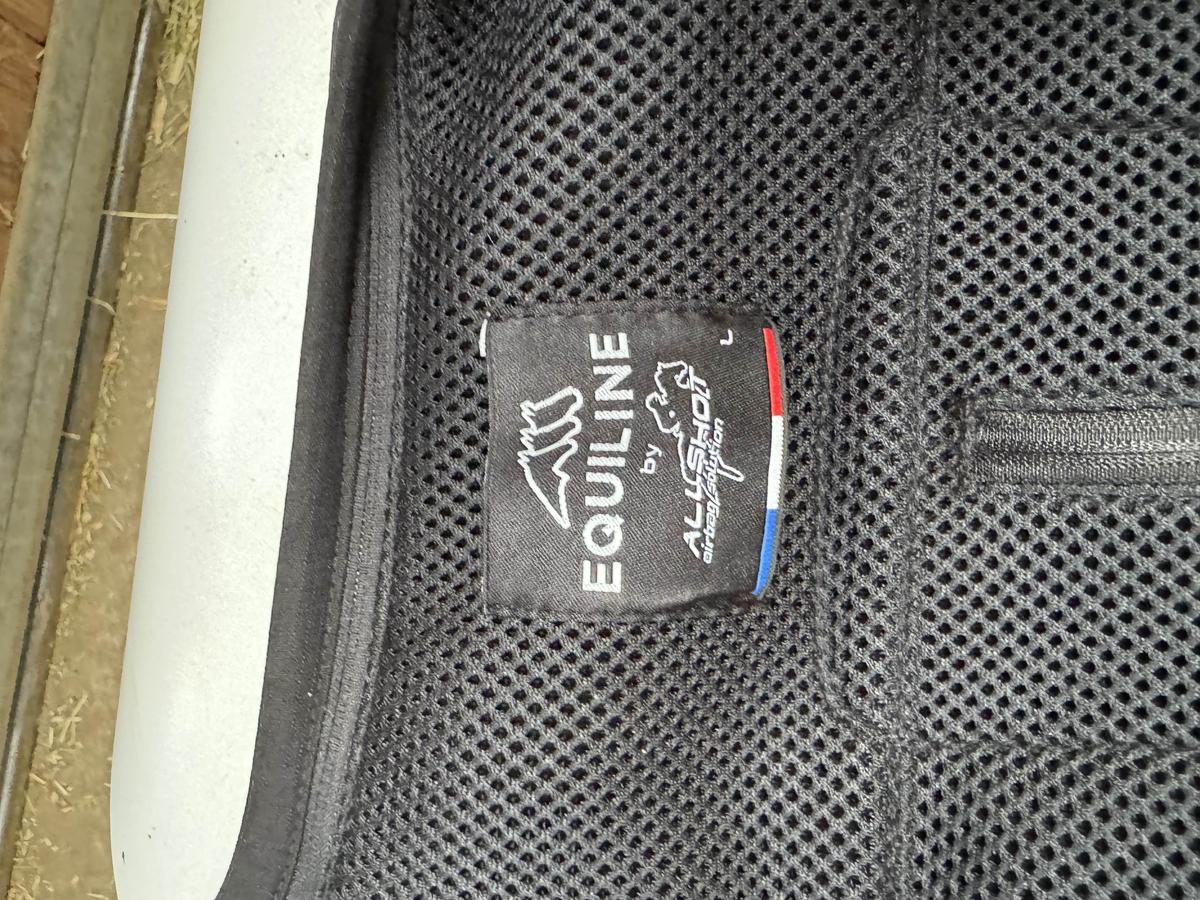 EQUILINE
by
ALLSHOT
airbag solution
L